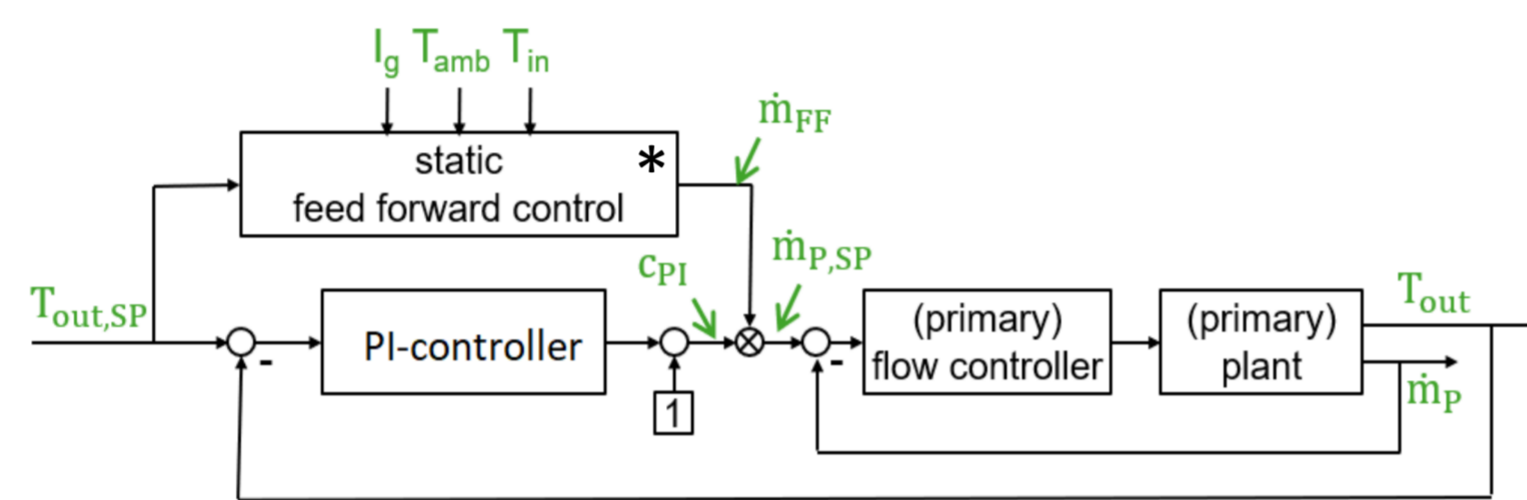 I_g T_amb T_in
ṁ_FF
static *
feed forward control
ṁ_P,SP
c_PI
T_out,SP
-
PI-controller
1
-
(primary)
flow controller
(primary)
plant
T_out
ṁ_P